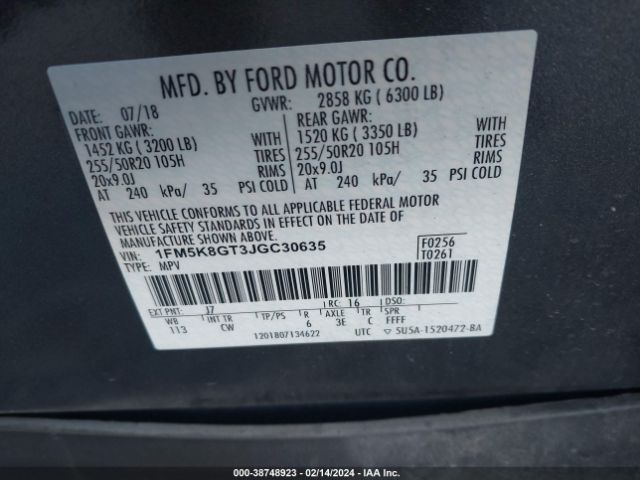 MFD. BY FORD MOTOR CO.
DATE: 07/18 GVWR: 2858 KG ( 6300 LB)
FRONT GAWR: REAR GAWR:
1452 KG ( 3200 LB) WITH 1520 KG ( 3350 LB) WITH
255/50R20 105H TIRES 255/50R20 105H TIRES
20x9.0J RIMS 20x9.0J RIMS
AT 240 kPa/ 35 PSI COLD AT 240 kPa/ 35 PSI COLD
THIS VEHICLE CONFORMS TO ALL APPLICABLE FEDERAL MOTOR
VEHICLE SAFETY STANDARDS IN EFFECT ON THE DATE OF
MANUFACTURE SHOWN ABOVE.
VIN: 1FM5K8GT3JGC30635 F0256
TYPE: MPV T0261
EXT PNT: J7 RC: 16 DSO:
WB INT TR TP/PS R AXLE TR SPR
113 CW 6 3E C FFFF
1201807134622 UTC ▽ 5U5A-1520472-BA
© IAA - 38748923 - 02/14/2024 - IAAI.COM